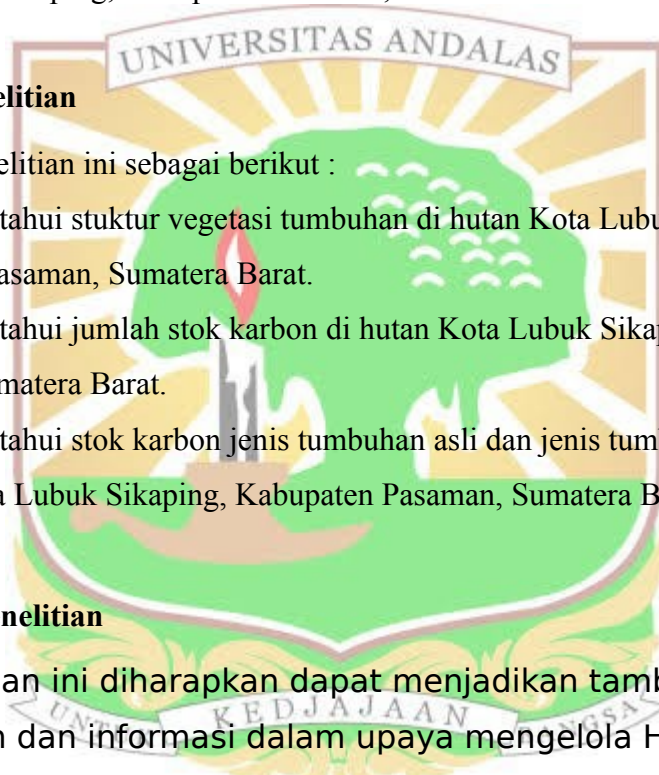 UNIVERSITAS ANDALAS
elitian
elitian ini sebagai berikut :
tahui stuktur vegetasi tumbuhan di hutan Kota Lubu
asaman, Sumatera Barat.
tahui jumlah stok karbon di hutan Kota Lubuk Sika
matera Barat.
tahui stok karbon jenis tumbuhan asli dan jenis tum
a Lubuk Sikaping, Kabupaten Pasaman, Sumatera B
nelitian
an ini diharapkan dapat menjadikan tamb
UNTUK KEDJAJAAN BANGSA
n dan informasi dalam upaya mengelola H